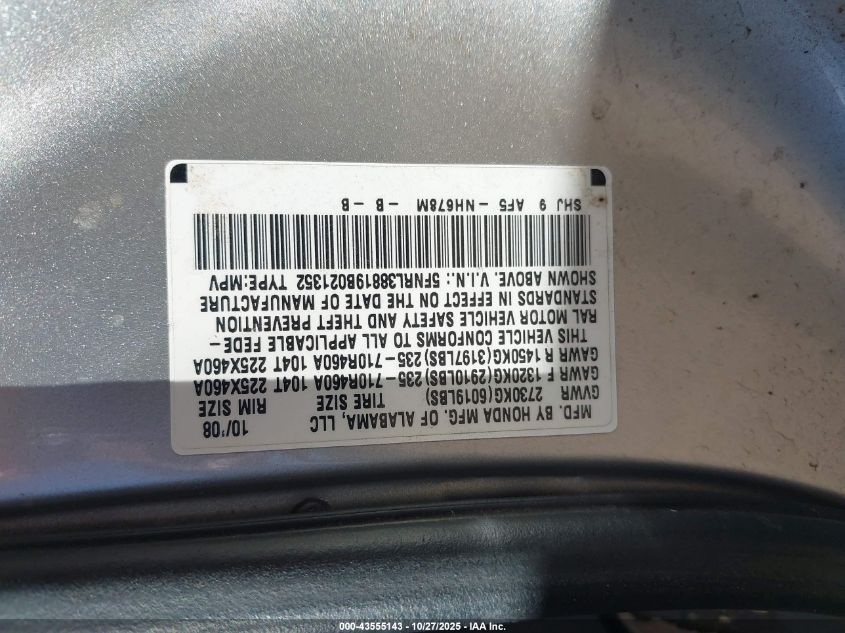 MFD. BY HONDA MFG. OF ALABAMA, LLC 10/'08
GVWR 2730KG(6019LBS) TIRE SIZE RIM SIZE
GAWR F 1320KG(2910LBS) 235-710R460A 104T 225X460A
GAWR R 1450KG(3197LBS) 235-710R460A 104T 225X460A
THIS VEHICLE CONFORMS TO ALL APPLICABLE FEDE-
RAL MOTOR VEHICLE SAFETY AND THEFT PREVENTION
STANDARDS IN EFFECT ON THE DATE OF MANUFACTURE
SHOWN ABOVE. V.I.N.: 5FNRL38819B021352 TYPE:MPV
SHJ 9 AF5 - NH678M - B - B
000-43555143 - 10/27/2025 - IAA Inc.